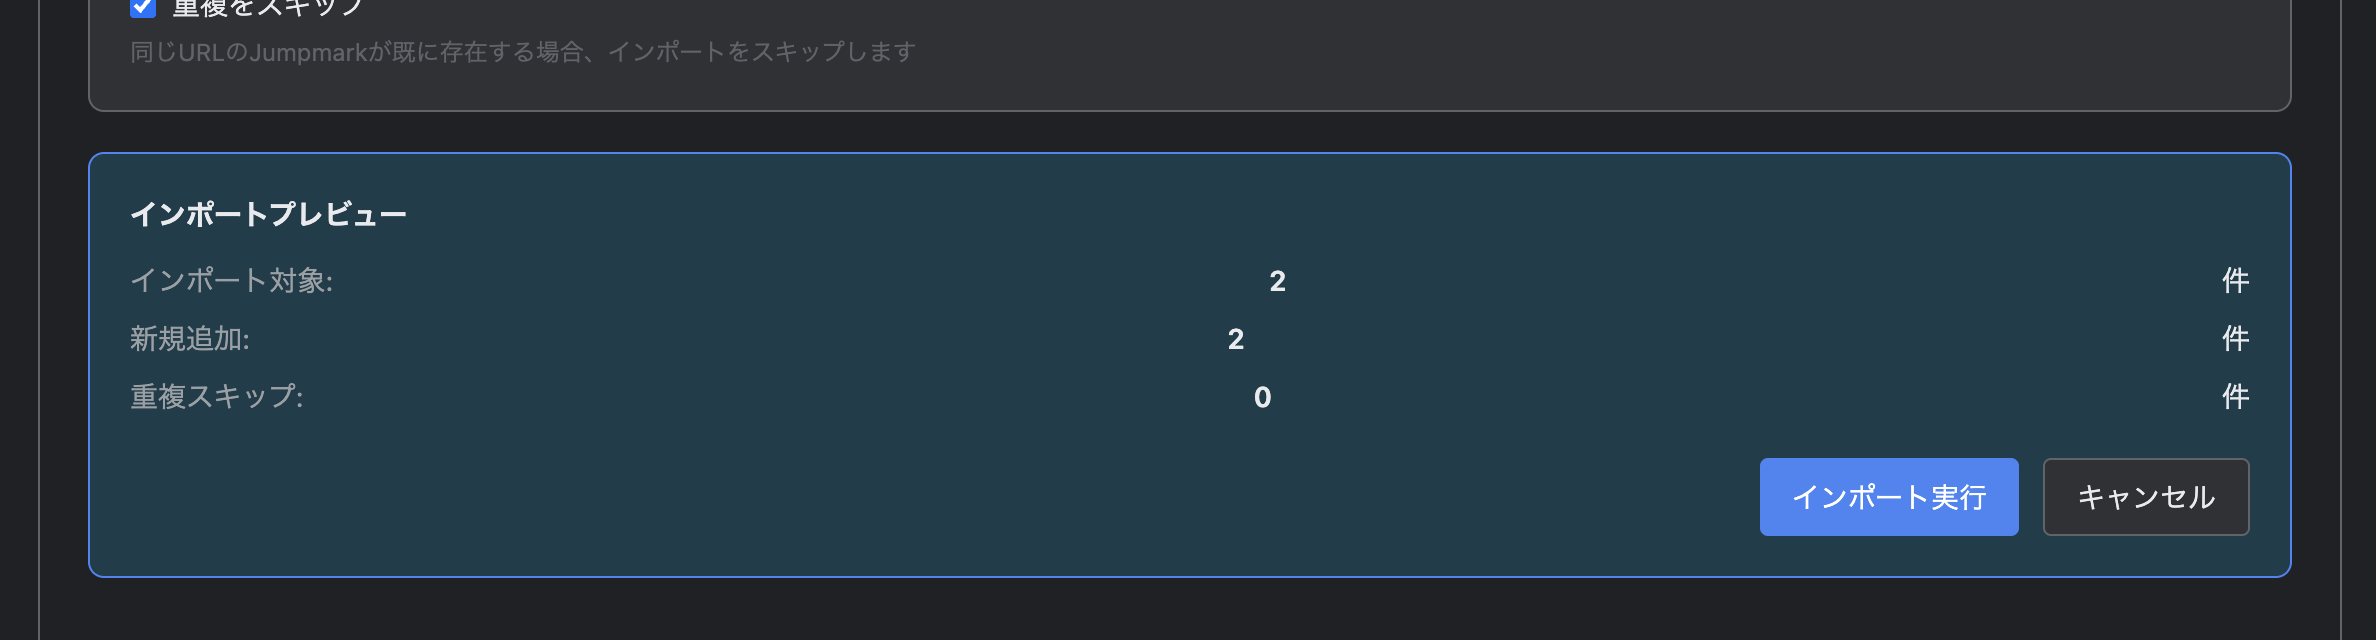 重複をスキップ
同じURLのJumpmarkが既に存在する場合、インポートをスキップします
インポートプレビュー
インポート対象: 2 件
新規追加: 2 件
重複スキップ: 0 件
インポート実行 キャンセル